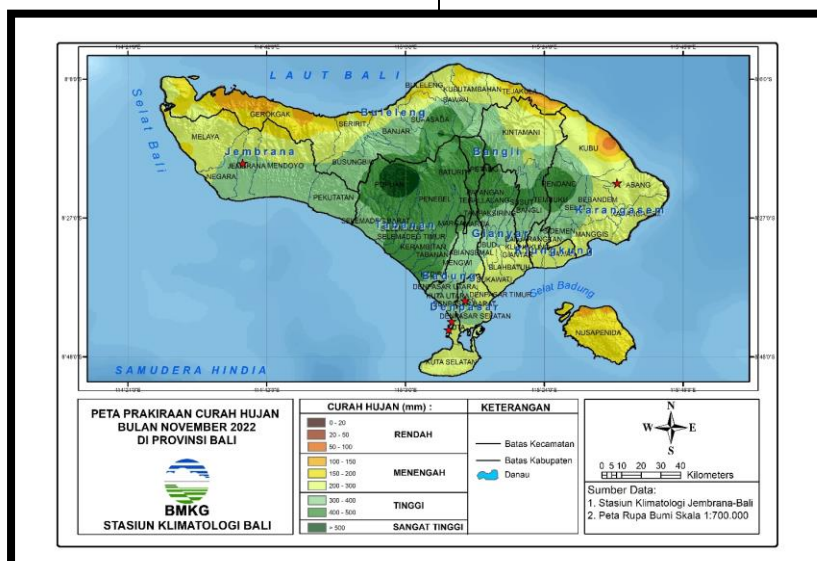 LAUT BALI
Selat Bali
BULELENG
KUBUTAMBAHAN
TEJAKULA
SAWAN
GEROKGAK
Buleleng
SERIRIT
SUKASADA
BANJAR
KINTAMANI
MELAYA
KUBU
Jembrana
BUSUNGBIU
Bangli
JEMBRANA
MENDOYO
NEGARA
PUPUAN
RENDANG
ABANG
PEKUTATAN
PENEBEL
TEMBUKU
BEBANDEM
BANGLI
Karangasem
Tabanan
SELEMADEG TIMUR
Gianyar
MANGGIS
KERAMBITAN
TABANAN
UBUD
Klungkung
MENGWI
BLAHBATUH
Badung
SUKAWATI
DENPASAR UTARA
Selat Badung
KUTA UTARA
DENPASAR TIMUR
Denpasar
DENPASAR SELATAN
NUSAPENIDA
KUTA SELATAN
SAMUDERA HINDIA
PETA PRAKIRAAN CURAH HUJAN
BULAN NOVEMBER 2022
DI PROVINSI BALI
BMKG
STASIUN KLIMATOLOGI BALI
CURAH HUJAN (mm) :
0 - 20
20 - 50
RENDAH
50 - 100
100 - 150
150 - 200
MENENGAH
200 - 300
300 - 400
TINGGI
400 - 500
> 500
SANGAT TINGGI
KETERANGAN
Batas Kecamatan
Batas Kabupaten
Danau
N
W
E
S
0 5 10 20 30 40
Kilometers
Sumber Data:
1. Stasiun Klimatologi Jembrana-Bali
2. Peta Rupa Bumi Skala 1:700.000